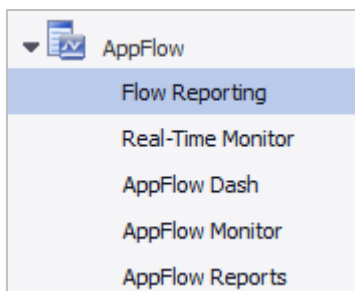 AppFlow
Flow Reporting
Real-Time Monitor
AppFlow Dash
AppFlow Monitor
AppFlow Reports